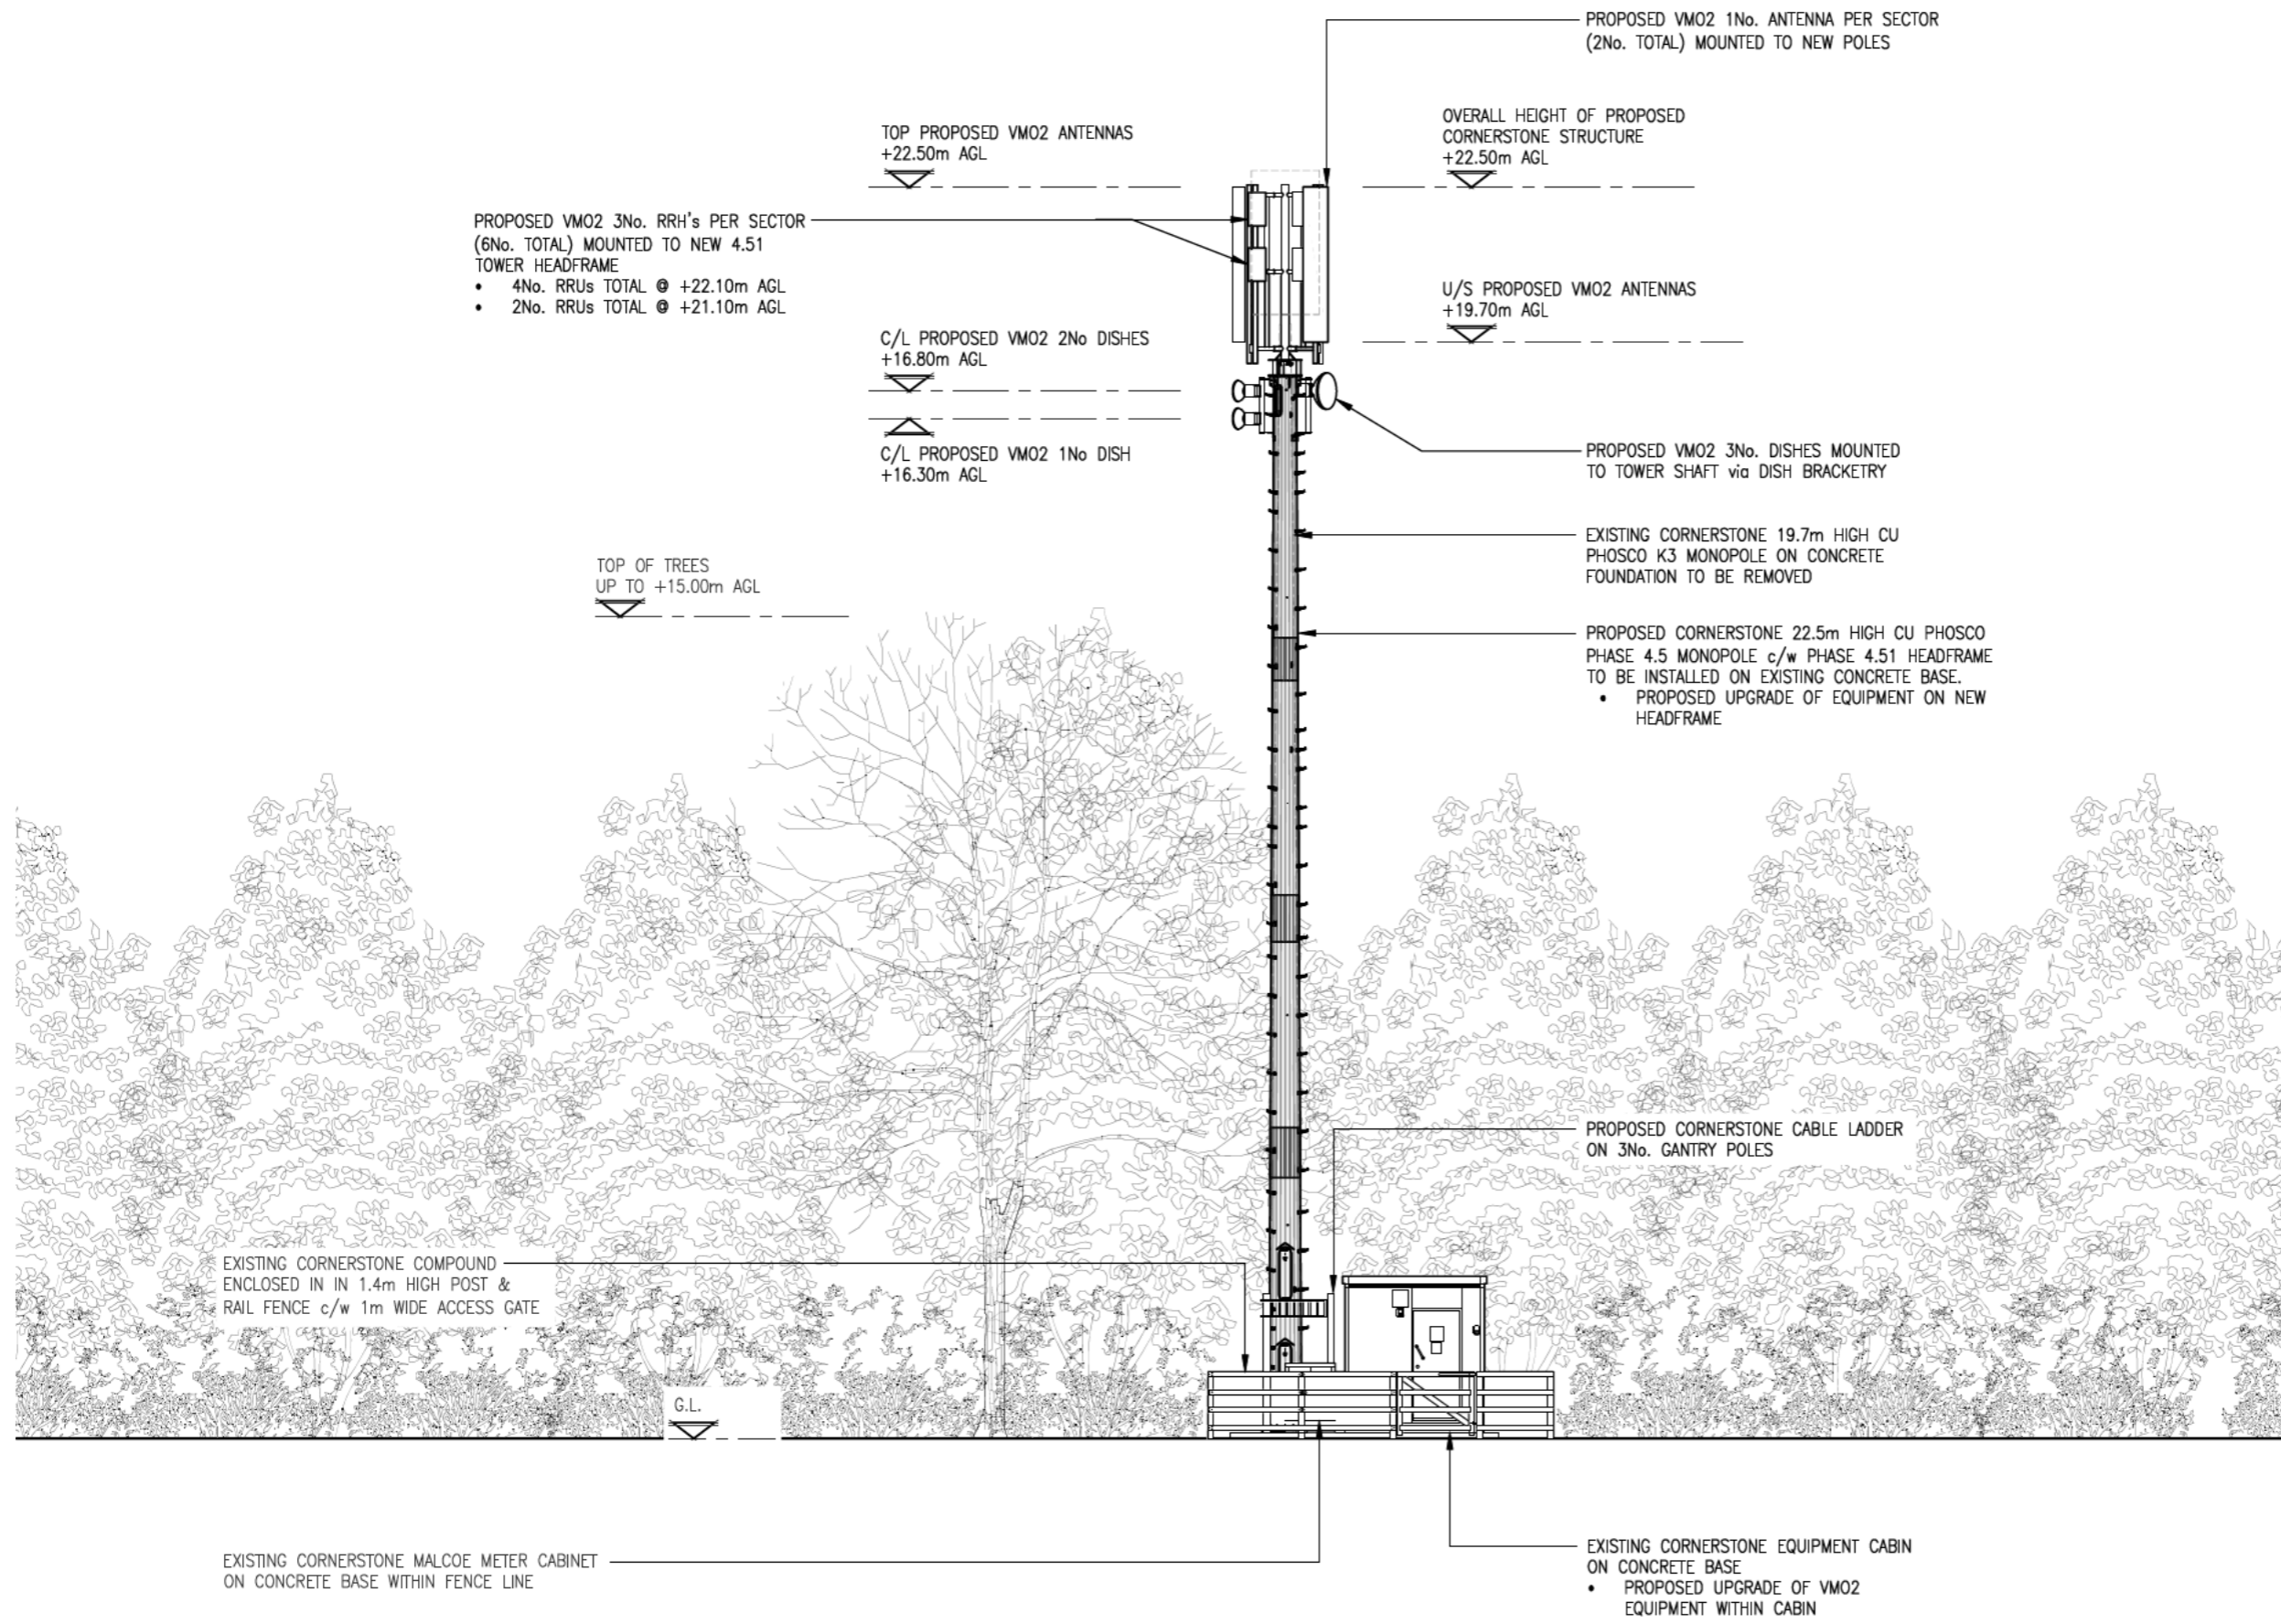 PROPOSED VMO2 1No. ANTENNA PER SECTOR
(2No. TOTAL) MOUNTED TO NEW POLES
TOP PROPOSED VMO2 ANTENNAS
+22.50m AGL
OVERALL HEIGHT OF PROPOSED
CORNERSTONE STRUCTURE
+22.50m AGL
PROPOSED VMO2 3No. RRH's PER SECTOR
(6No. TOTAL) MOUNTED TO NEW 4.51
TOWER HEADFRAME
• 4No. RRUs TOTAL @ +22.10m AGL
• 2No. RRUs TOTAL @ +21.10m AGL
U/S PROPOSED VMO2 ANTENNAS
+19.70m AGL
C/L PROPOSED VMO2 2No DISHES
+16.80m AGL
C/L PROPOSED VMO2 1No DISH
+16.30m AGL
PROPOSED VMO2 3No. DISHES MOUNTED
TO TOWER SHAFT via DISH BRACKETRY
EXISTING CORNERSTONE 19.7m HIGH CU
PHOSCO K3 MONOPOLE ON CONCRETE
FOUNDATION TO BE REMOVED
TOP OF TREES
UP TO +15.00m AGL
PROPOSED CORNERSTONE 22.5m HIGH CU PHOSCO
PHASE 4.5 MONOPOLE c/w PHASE 4.51 HEADFRAME
TO BE INSTALLED ON EXISTING CONCRETE BASE.
• PROPOSED UPGRADE OF EQUIPMENT ON NEW
HEADFRAME
PROPOSED CORNERSTONE CABLE LADDER
ON 3No. GANTRY POLES
EXISTING CORNERSTONE COMPOUND
ENCLOSED IN IN 1.4m HIGH POST &
RAIL FENCE c/w 1m WIDE ACCESS GATE
G.L.
EXISTING CORNERSTONE MALCOE METER CABINET
ON CONCRETE BASE WITHIN FENCE LINE
EXISTING CORNERSTONE EQUIPMENT CABIN
ON CONCRETE BASE
• PROPOSED UPGRADE OF VMO2
EQUIPMENT WITHIN CABIN